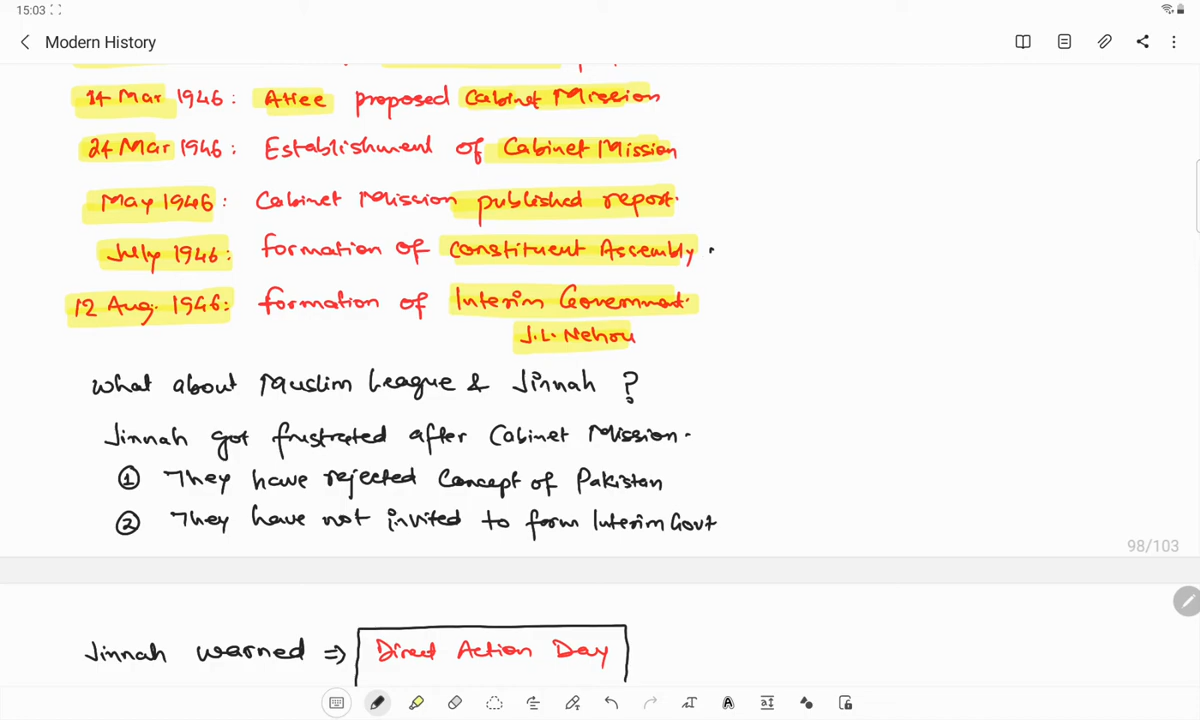 15:03
Modern History
14 Mar 1946: Attlee proposed Cabinet Mission
24 Mar 1946: Establishment of Cabinet Mission
May 1946: Cabinet Mission published report.
July 1946: formation of Constituent Assembly.
12 Aug. 1946: formation of Interim Government.
J.L. Nehru
What about Muslim League & Jinnah?
Jinnah got frustrated after Cabinet Mission.
① They have rejected Concept of Pakistan
② They have not invited to form Interim Govt
98/103
Jinnah warned ⇒ Direct Action Day